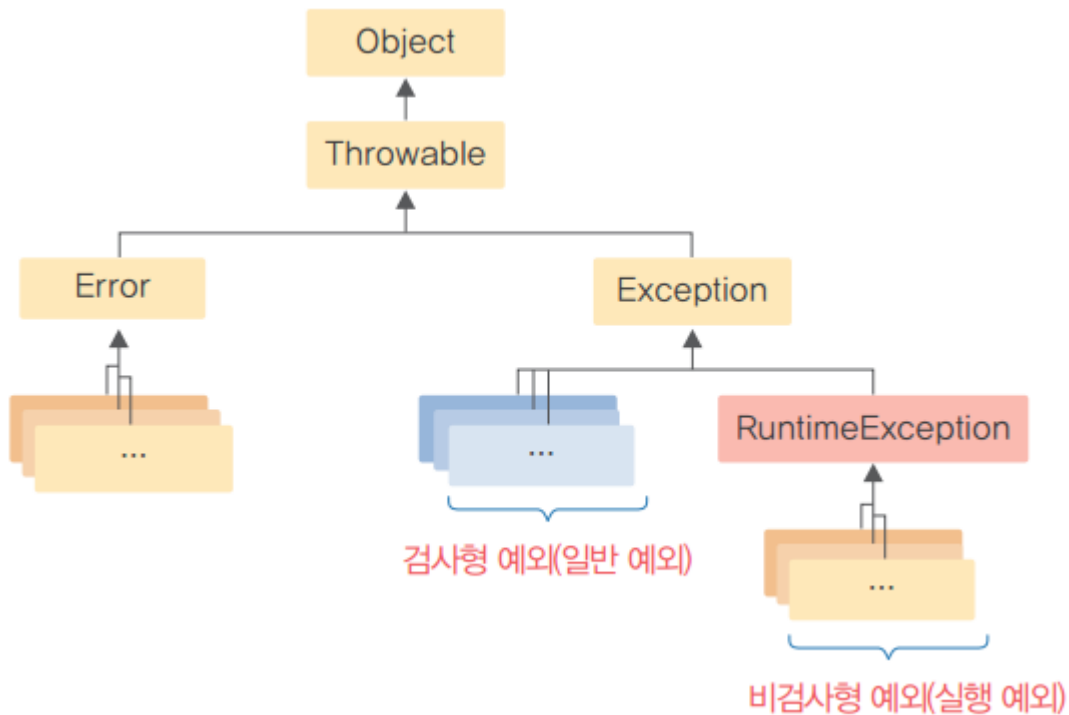 Object
Throwable
Error
Exception
...
...
RuntimeException
검사형 예외(일반 예외)
...
비검사형 예외(실행 예외)